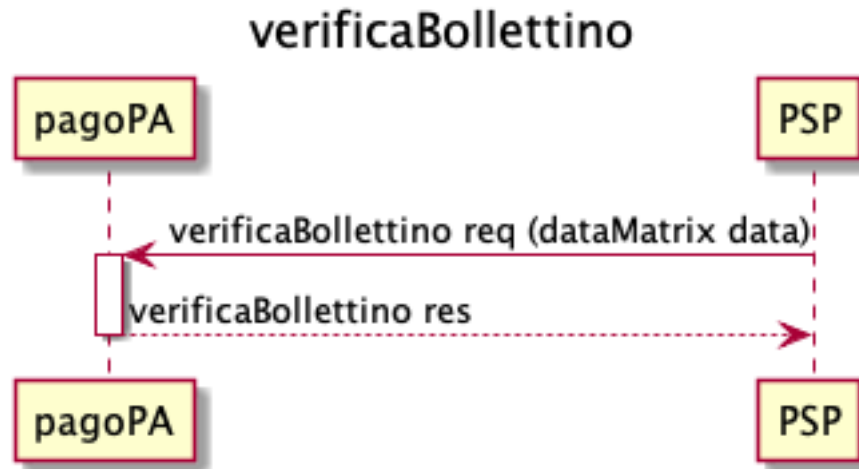 verificaBollettino
pagoPA PSP
verificaBollettino req (dataMatrix data)
verificaBollettino res
pagoPA PSP